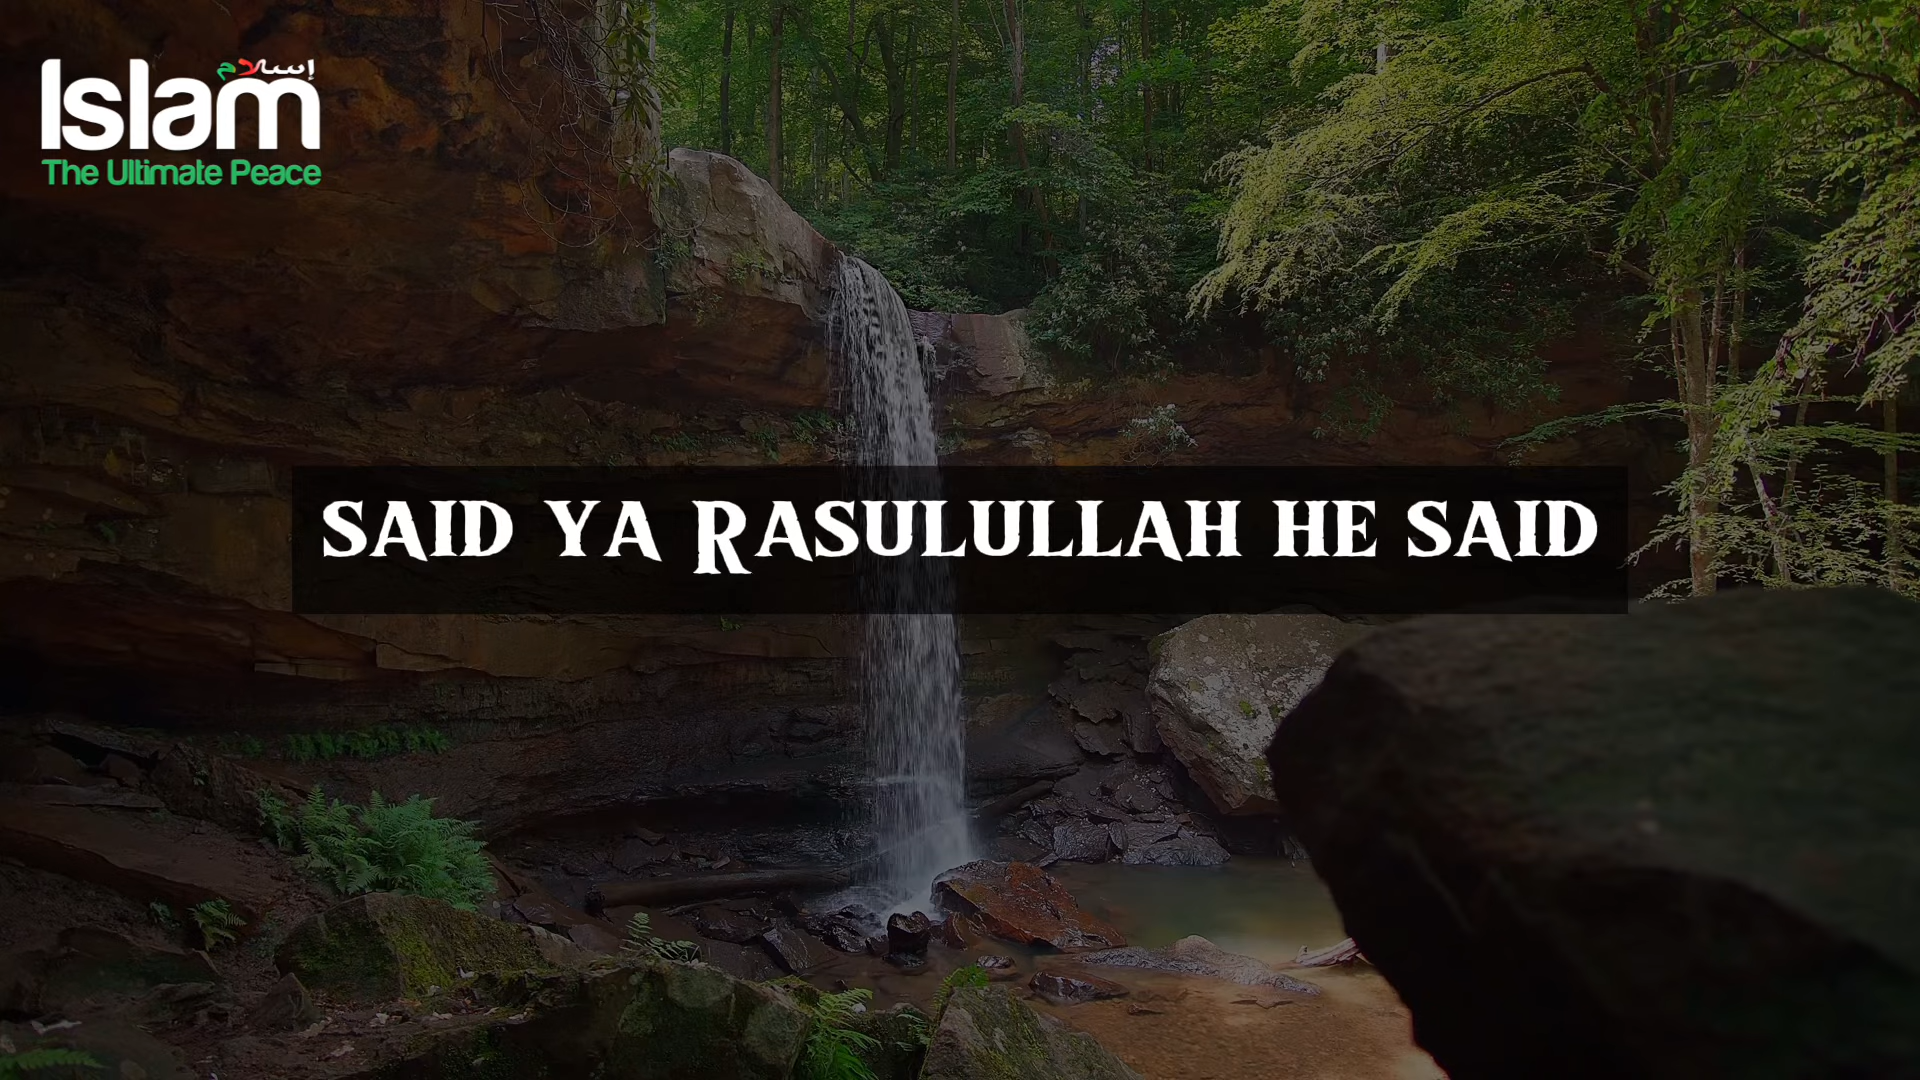 إسلام
Islam
The Ultimate Peace
SAID YA RASULULLAH HE SAID